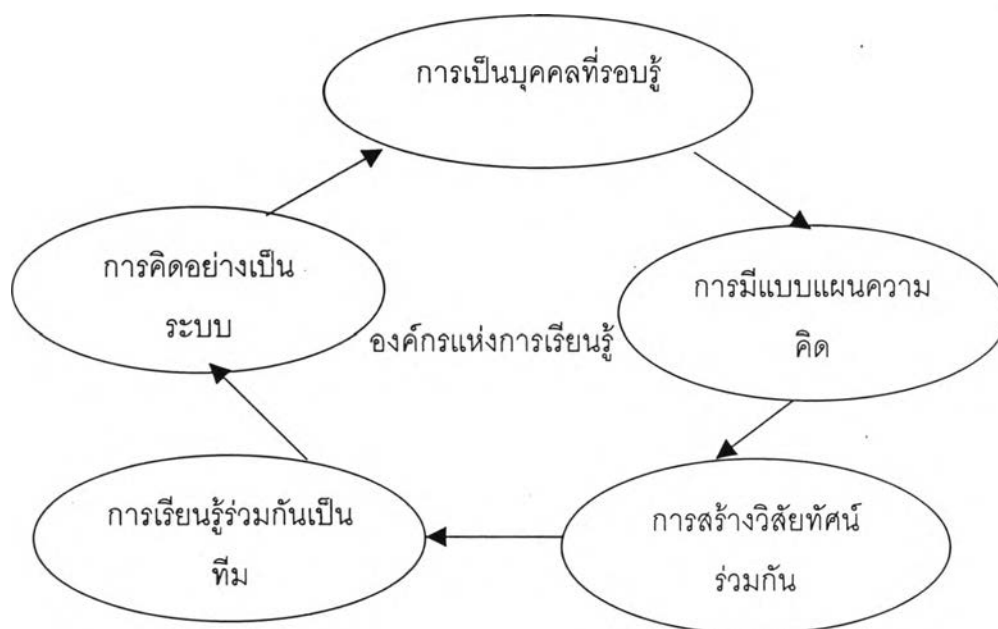 การเป็นบุคคลที่รอบรู้
การมีแบบแผนความ
คิด
การสร้างวิสัยทัศน์
ร่วมกัน
การเรียนรู้ร่วมกันเป็น
ทีม
การคิดอย่างเป็น
ระบบ
องค์กรแห่งการเรียนรู้